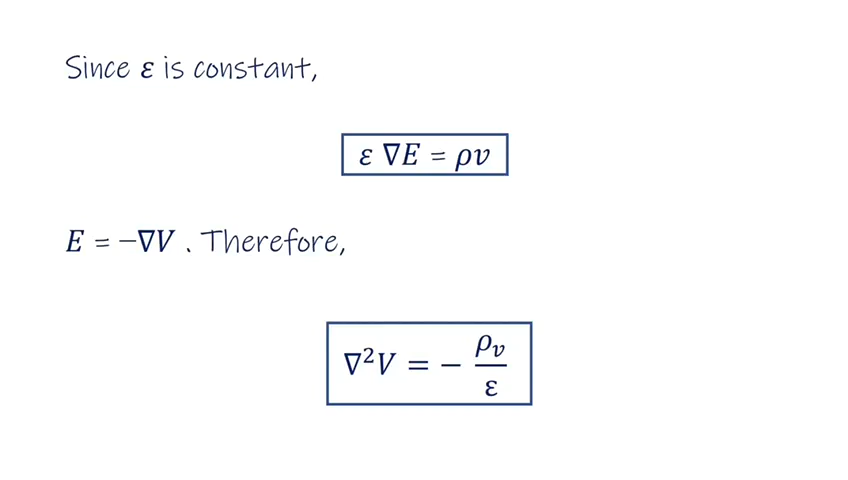 Since ε is constant,
ε ∇E = ρv
E = −∇V . Therefore,
∇²V = − ρᵥ/ε